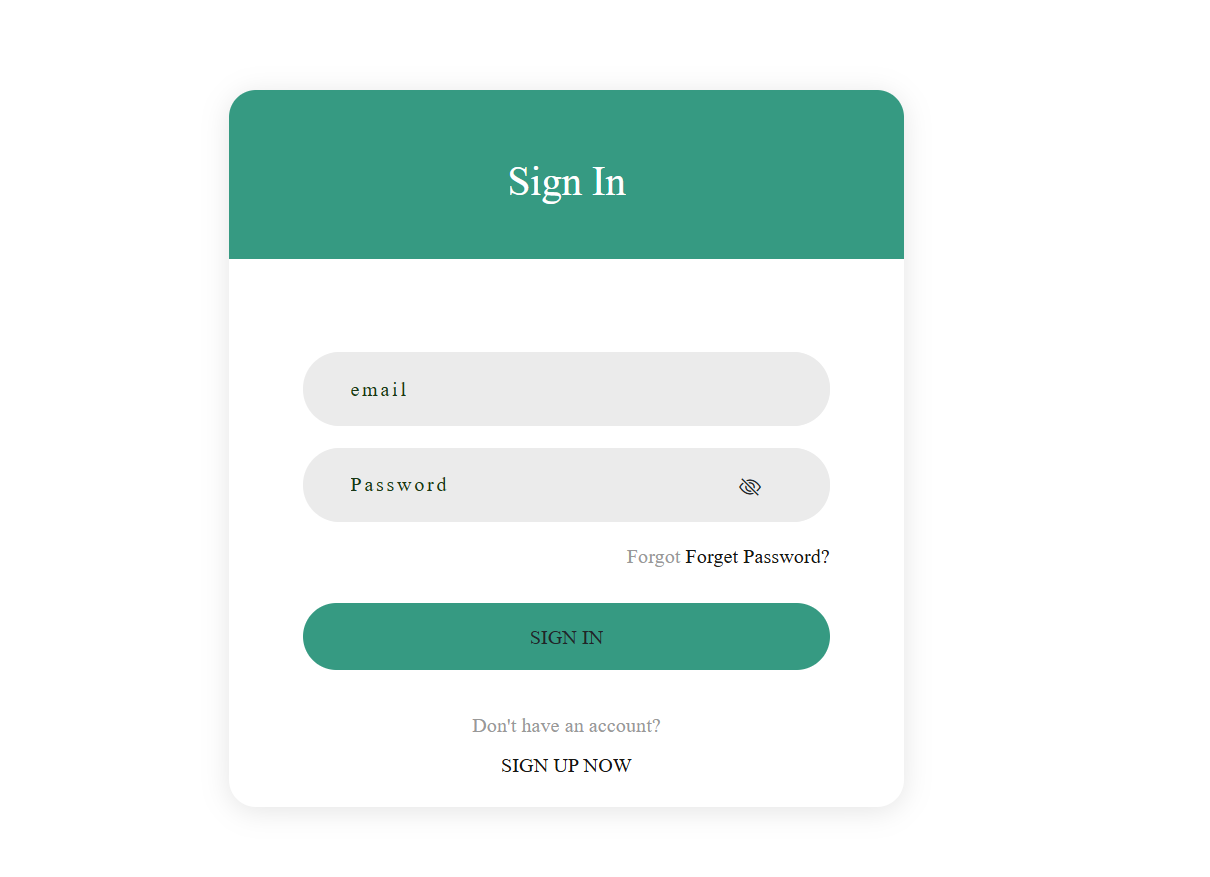 Sign In
email
Password
Forgot Forget Password?
SIGN IN
Don't have an account?
SIGN UP NOW